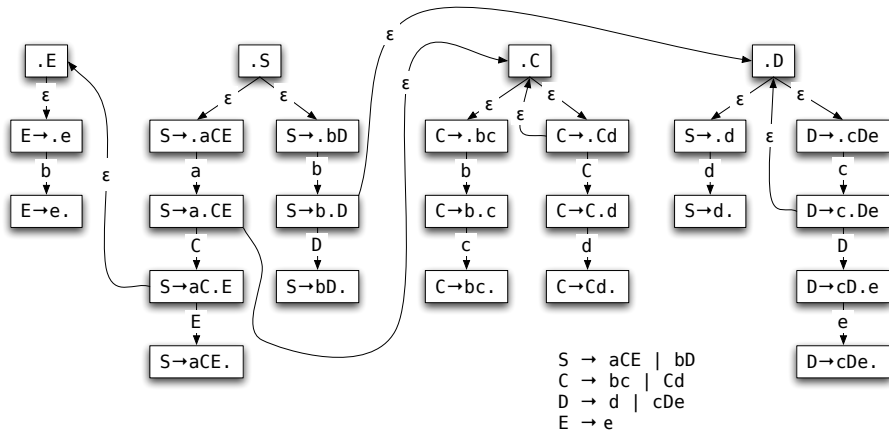 ε
.E .S .C .D
ε ε ε ε ε ε ε
E→.e S→.aCE S→.bD C→.bc C→.Cd S→.d D→.cDe
ε ε ε ε
b a b b C d c
E→e. S→a.CE S→b.D C→b.c C→C.d S→d. D→c.De
C D c d D
S→aC.E S→bD. C→bc. C→Cd. D→cD.e
E e
S→aCE. D→cDe.
S → aCE | bD
C → bc | Cd
D → d | cDe
E → e